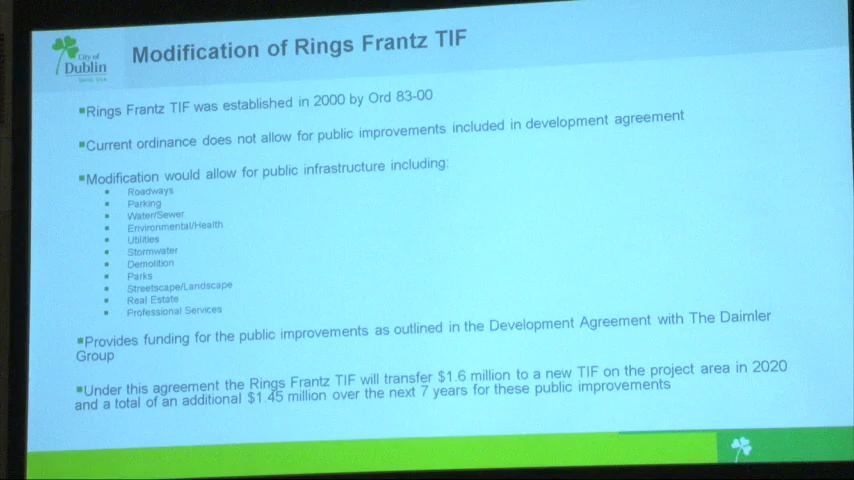 City of
Dublin
Modification of Rings Frantz TIF
▪Rings Frantz TIF was established in 2000 by Ord 83-00
▪Current ordinance does not allow for public improvements included in development agreement
▪Modification would allow for public infrastructure including:
▪ Roadways
▪ Parking
▪ Water/Sewer
▪ Environmental/Health
▪ Utilities
▪ Stormwater
▪ Demolition
▪ Parks
▪ Streetscape/Landscape
▪ Real Estate
▪ Professional Services
▪Provides funding for the public improvements as outlined in the Development Agreement with The Daimler
Group
▪Under this agreement the Rings Frantz TIF will transfer $1.6 million to a new TIF on the project area in 2020
and a total of an additional $1.45 million over the next 7 years for these public improvements